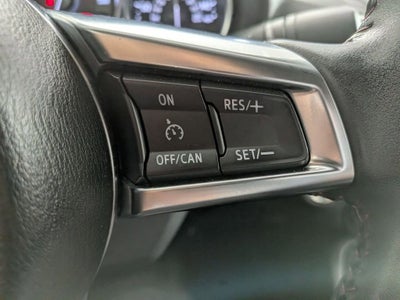 ON
RES/+
OFF/CAN
SET/−